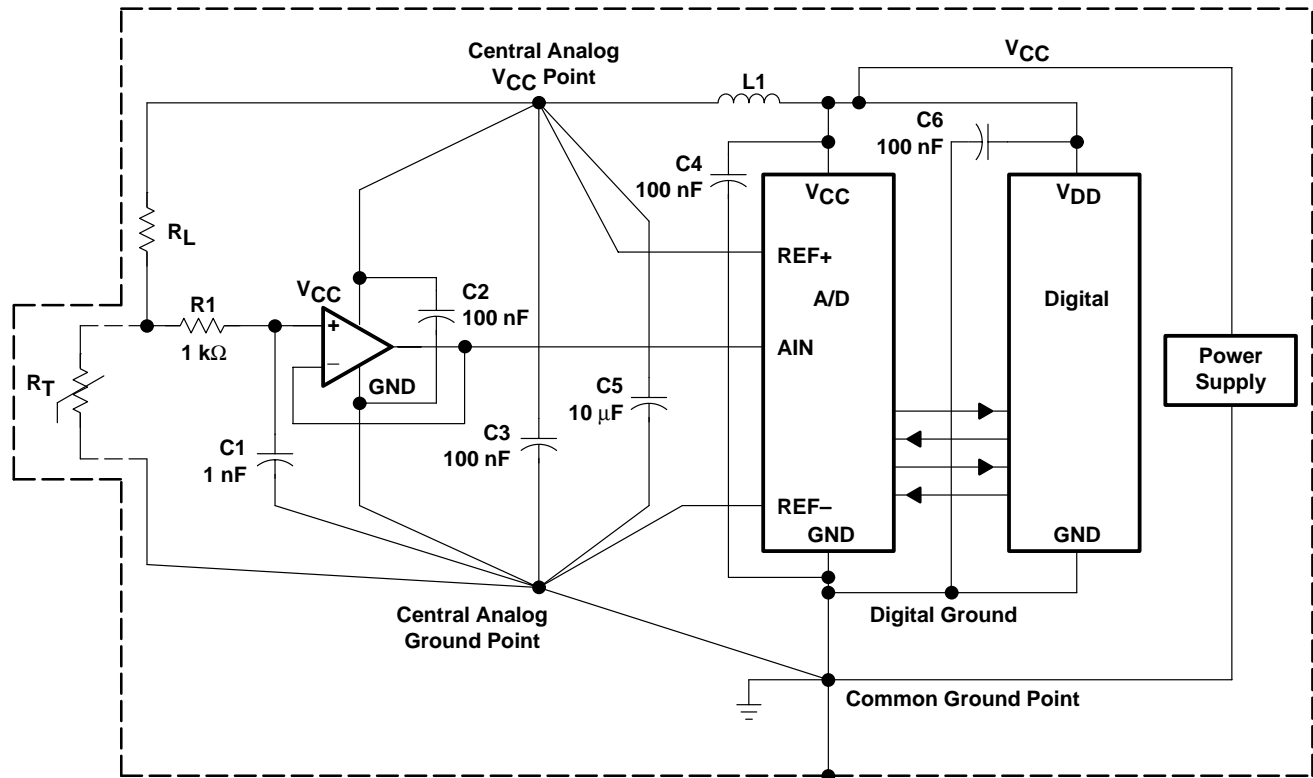 Central Analog
VCC Point
VCC
L1
C6
100 nF
C4
100 nF
VCC
VDD
RL
REF+
R1
1 kΩ
VCC
+
–
GND
C2
100 nF
A/D
Digital
AIN
Power
Supply
RT
C5
10 μF
C1
1 nF
C3
100 nF
REF–
GND
GND
Central Analog
Ground Point
Digital Ground
Common Ground Point